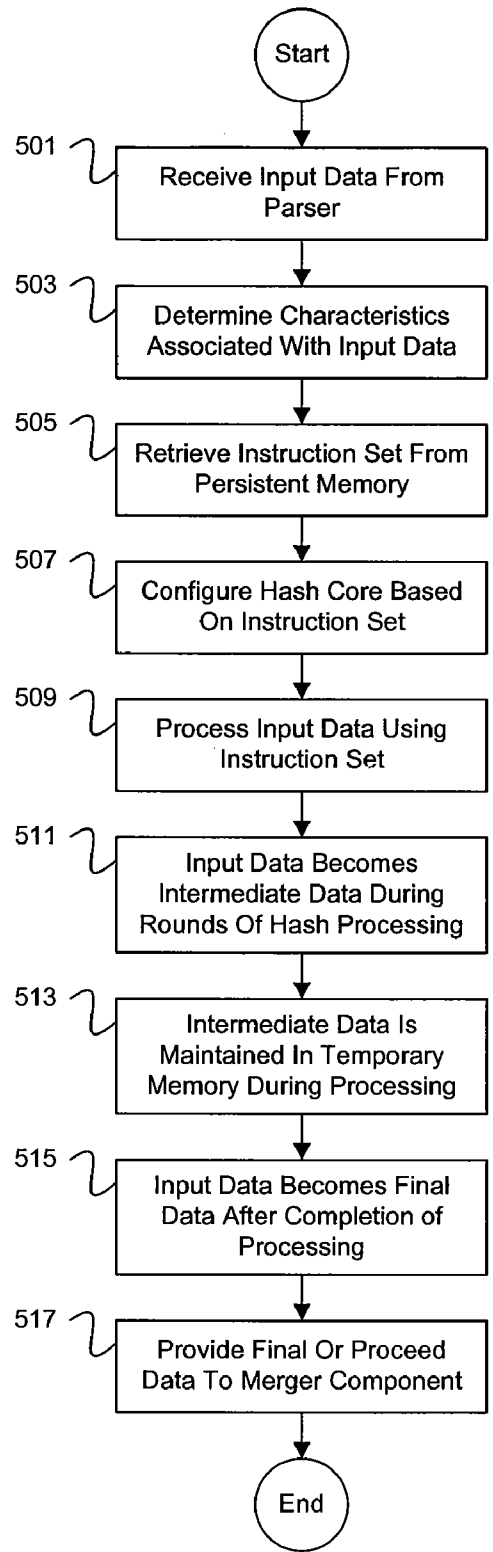 Start
501
Receive Input Data From
Parser
503
Determine Characteristics
Associated With Input Data
505
Retrieve Instruction Set From
Persistent Memory
507
Configure Hash Core Based
On Instruction Set
509
Process Input Data Using
Instruction Set
511
Input Data Becomes
Intermediate Data During
Rounds Of Hash Processing
513
Intermediate Data Is
Maintained In Temporary
Memory During Processing
515
Input Data Becomes Final
Data After Completion of
Processing
517
Provide Final Or Proceed
Data To Merger Component
End